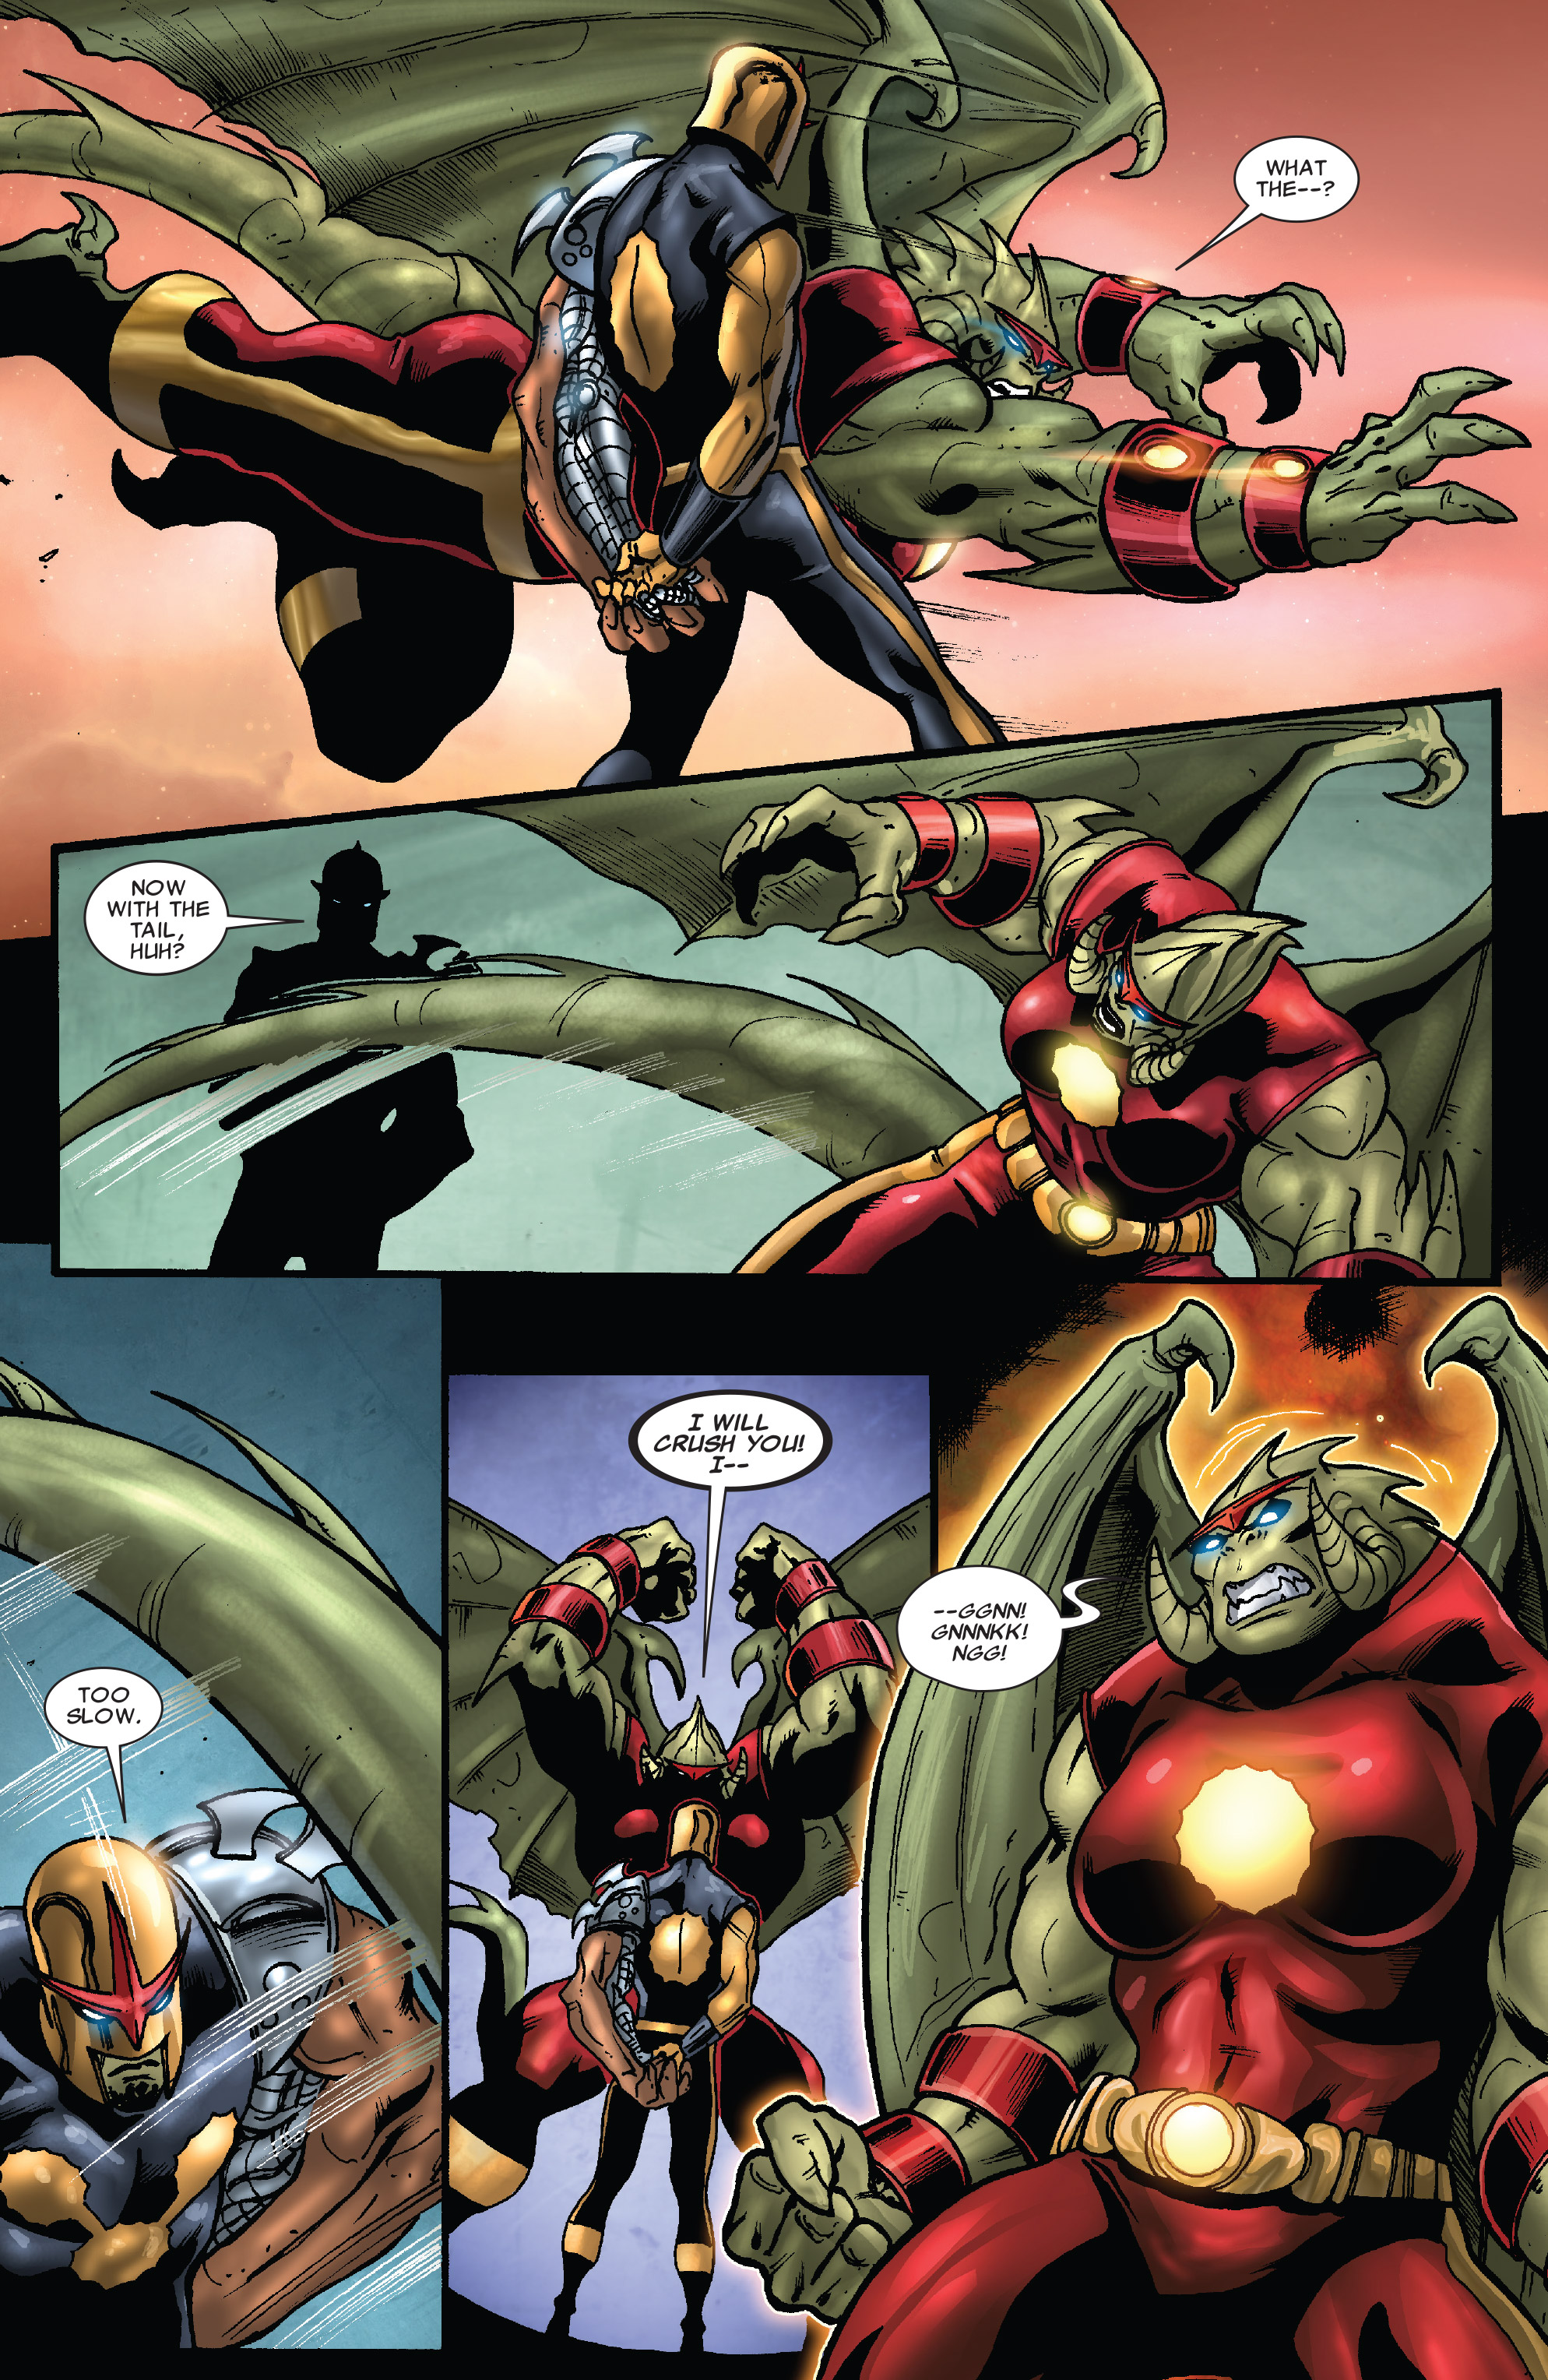 WHAT
THE--?
NOW
WITH THE
TAIL,
HUH?
TOO
SLOW.
I WILL
CRUSH YOU!
I--
--GGNN!
GNNNKK!
NGG!